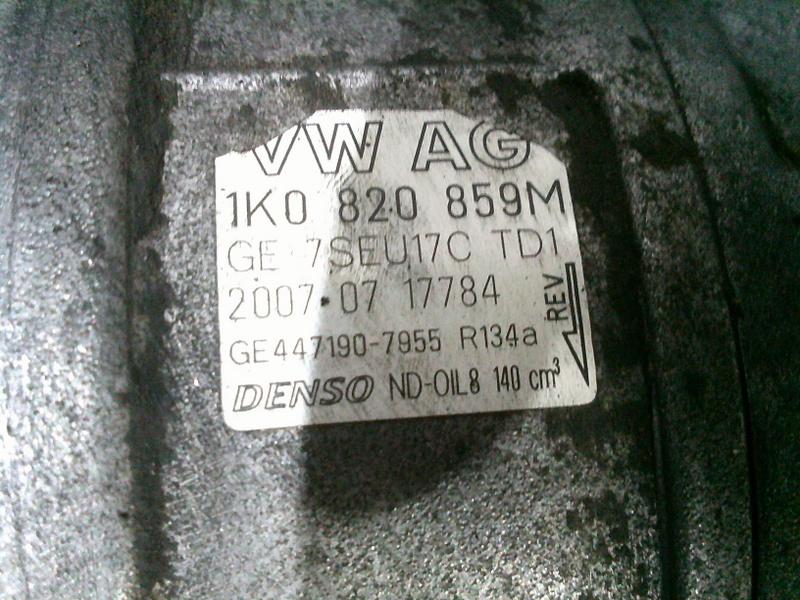 VW AG
1K0 820 859M
GE 7SEU17C TD1
2007.07 17784
REV
GE447190-7955 R134a
DENSO ND-OIL8 140 cm³